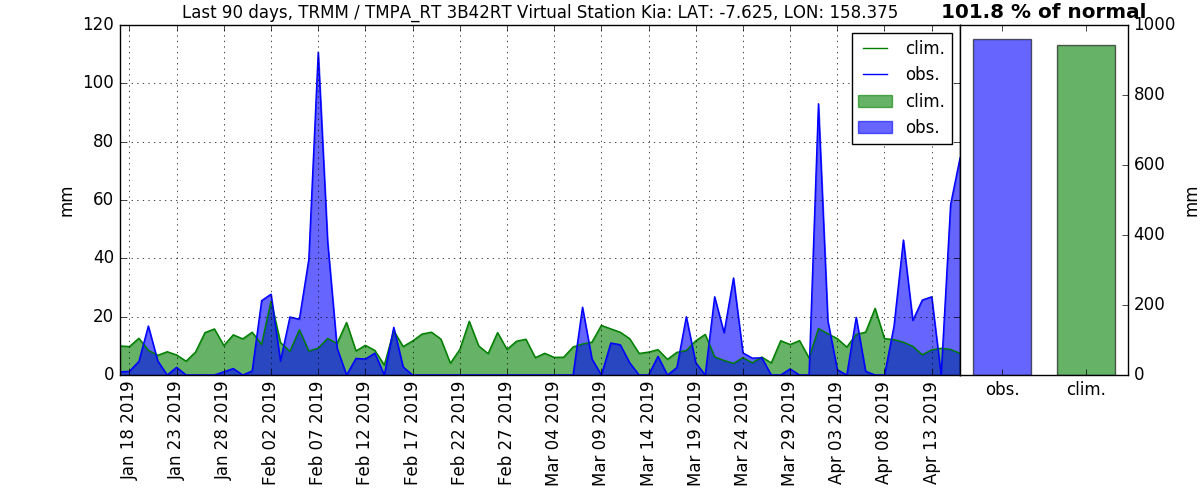 Last 90 days, TRMM / TMPA_RT 3B42RT Virtual Station Kia: LAT: -7.625, LON: 158.375
101.8 % of normal
mm
120
100
80
60
40
20
0
clim.
obs.
clim.
obs.
Jan 18 2019
Jan 23 2019
Jan 28 2019
Feb 02 2019
Feb 07 2019
Feb 12 2019
Feb 17 2019
Feb 22 2019
Feb 27 2019
Mar 04 2019
Mar 09 2019
Mar 14 2019
Mar 19 2019
Mar 24 2019
Mar 29 2019
Apr 03 2019
Apr 08 2019
Apr 13 2019
1000
800
600
400
200
0
mm
obs.
clim.